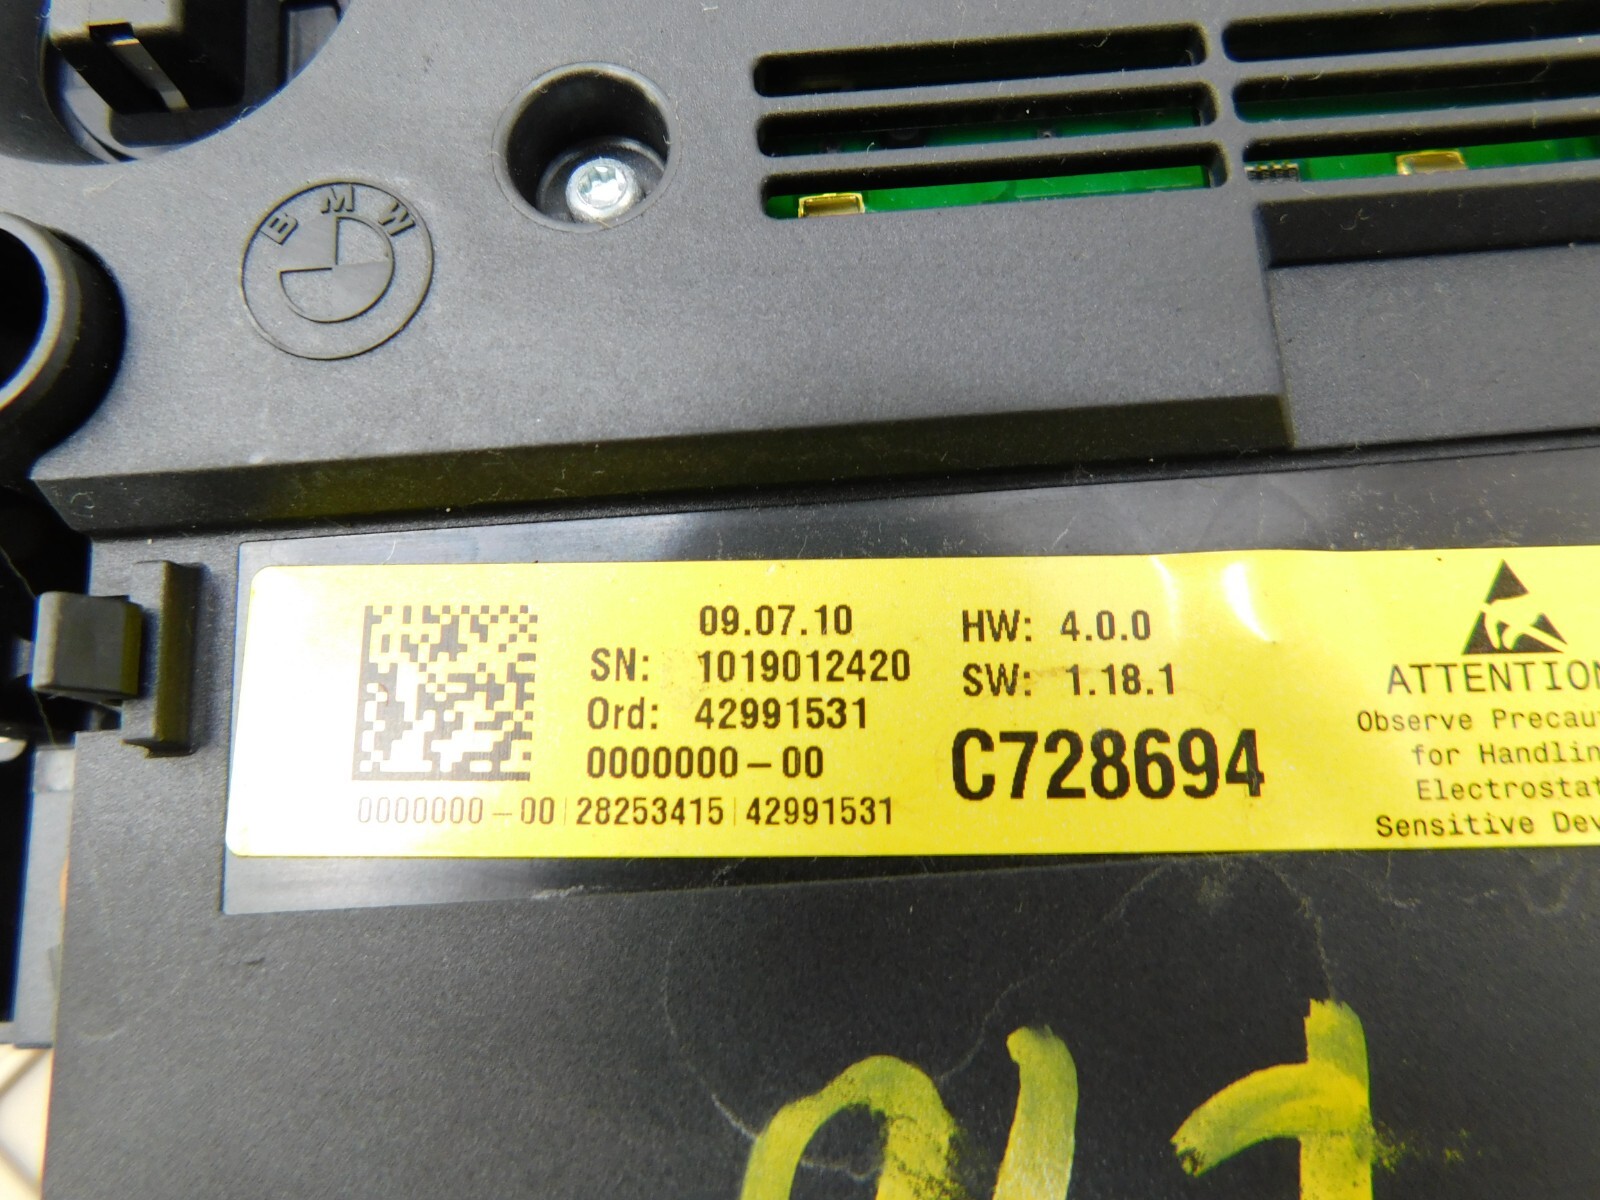 BMW
09.07.10
SN: 1019012420
Ord: 42991531
0000000-00
0000000-00|28253415|42991531
HW: 4.0.0
SW: 1.18.1
C728694
ATTENTION
Observe Precau
for Handlin
Electrostat
Sensitive Dev